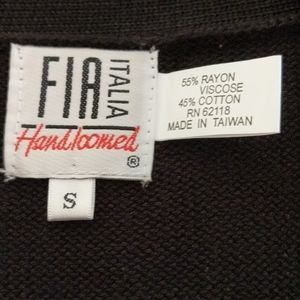 FIA ITALIA
Handloomed
®
S
55% RAYON
VISCOSE
45% COTTON
RN 62118
MADE IN TAIWAN